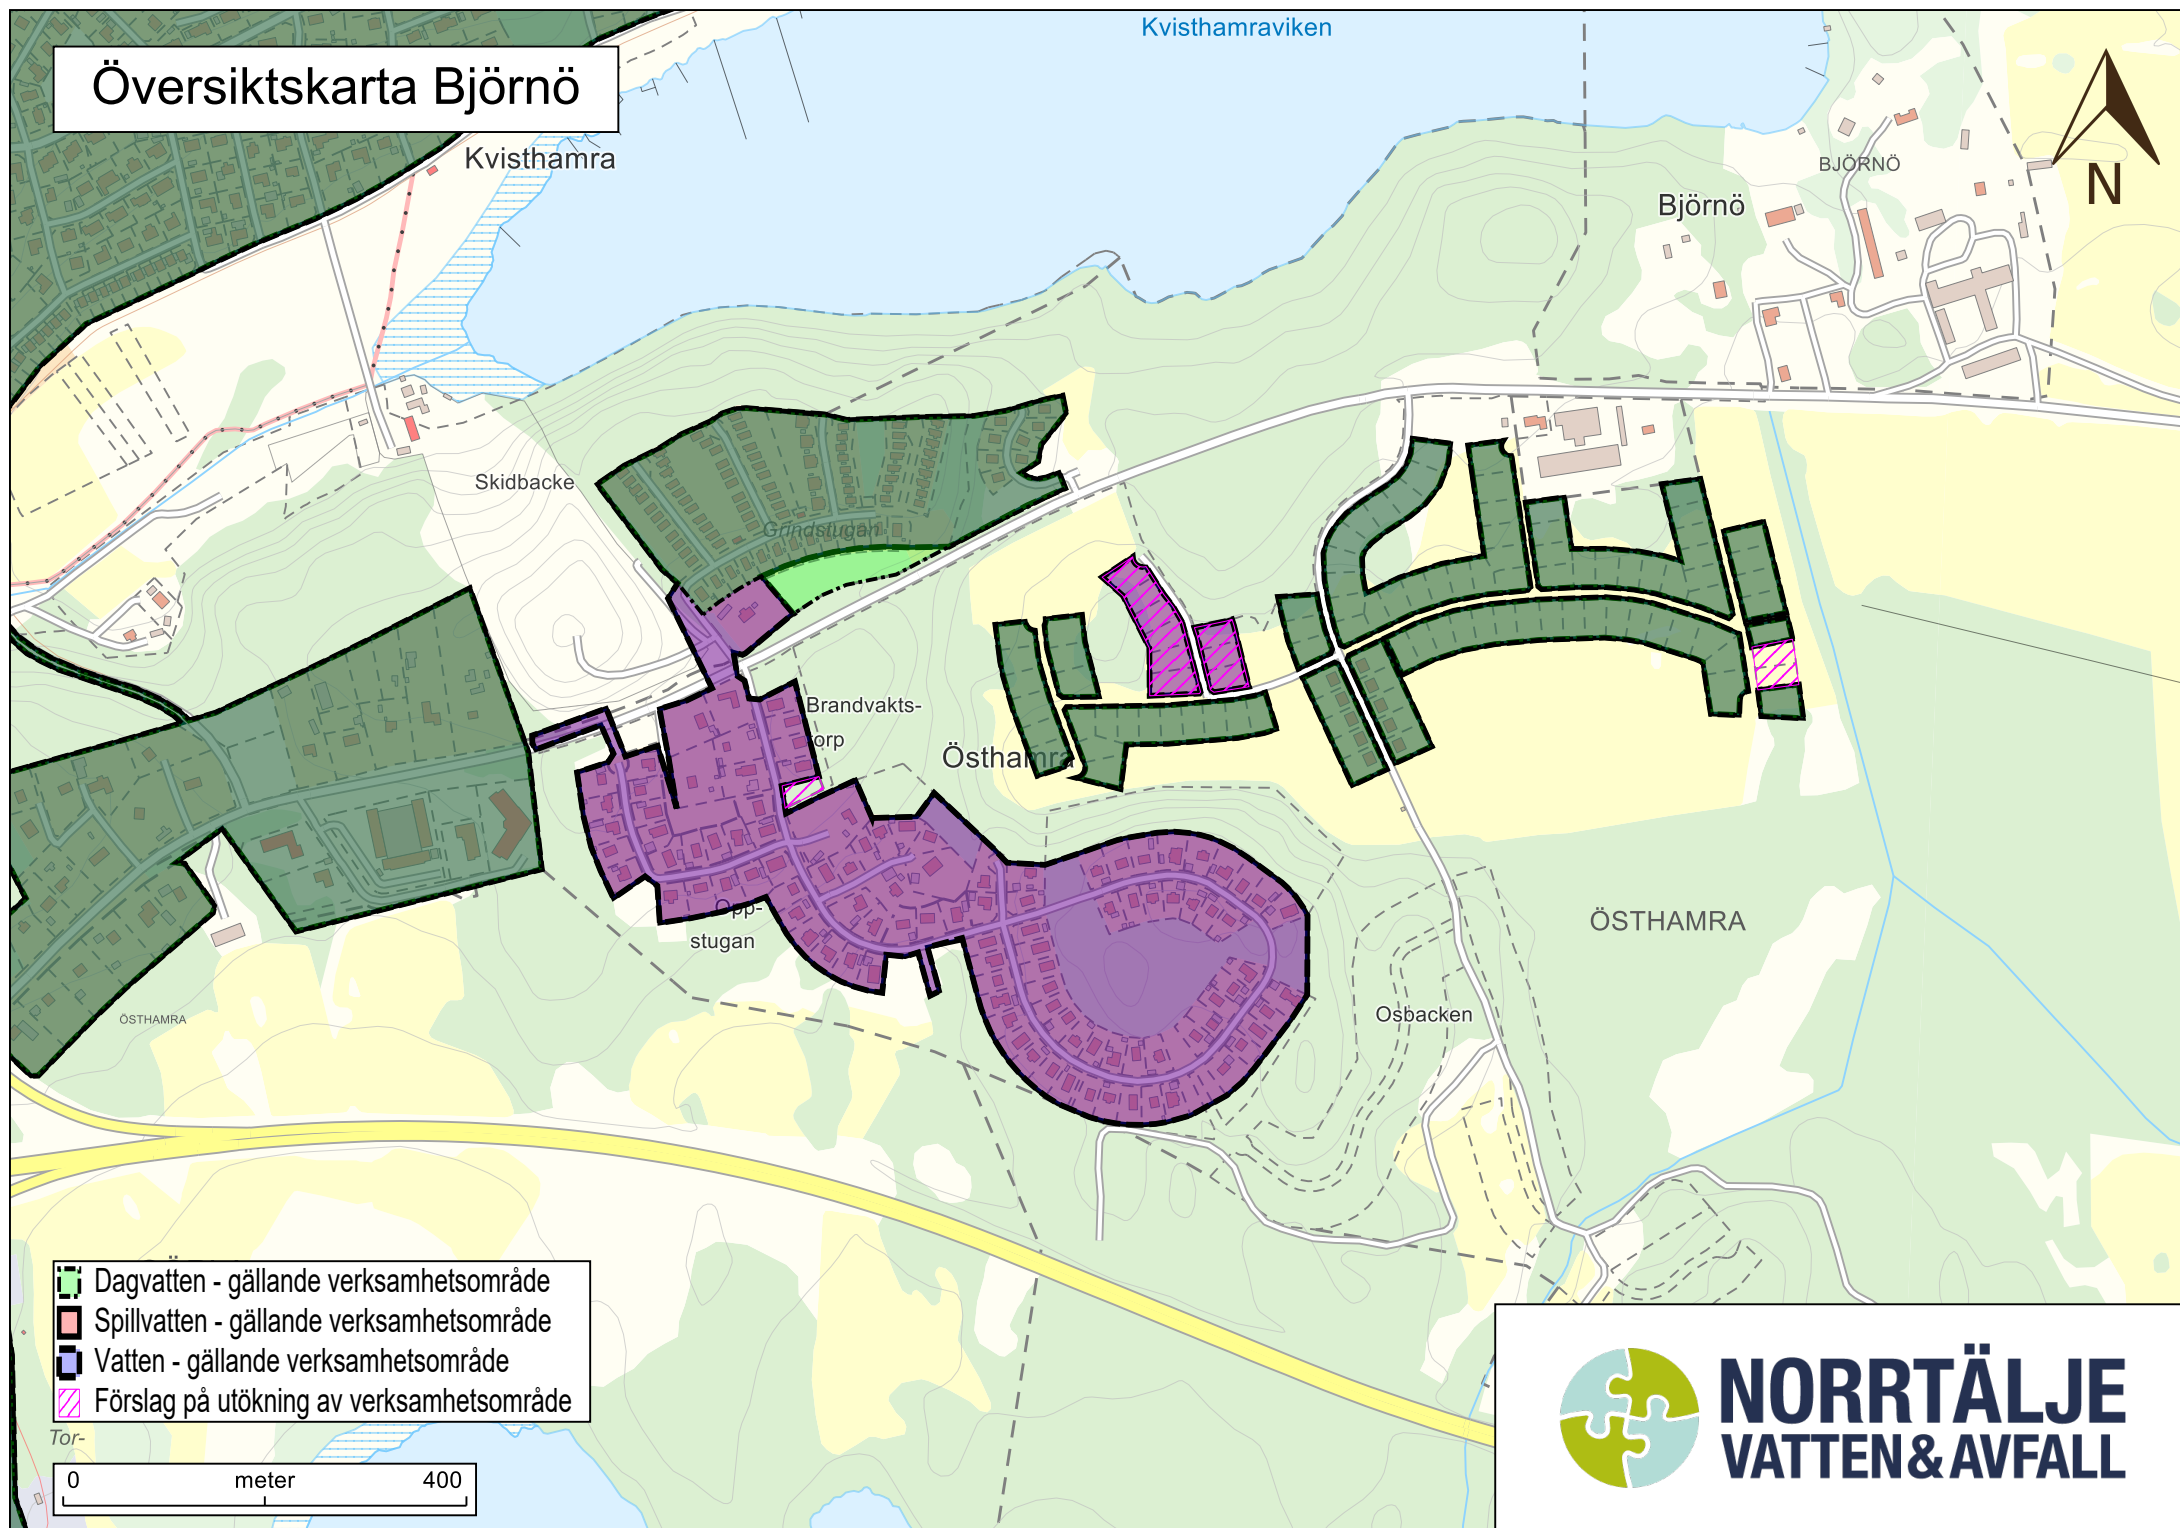 Kvisthamraviken
Översiktskarta Björnö
Kvisthamra
BJÖRNÖ
Björnö
N
Skidbacke
Grindstugan
Brandvakts-
torp
Östhamra
Opp-
stugan
ÖSTHAMRA
Osbacken
ÖSTHAMRA
Dagvatten - gällande verksamhetsområde
Spillvatten - gällande verksamhetsområde
Vatten - gällande verksamhetsområde
Förslag på utökning av verksamhetsområde
Tor-
0 meter 400
NORRTÄLJE
VATTEN & AVFALL